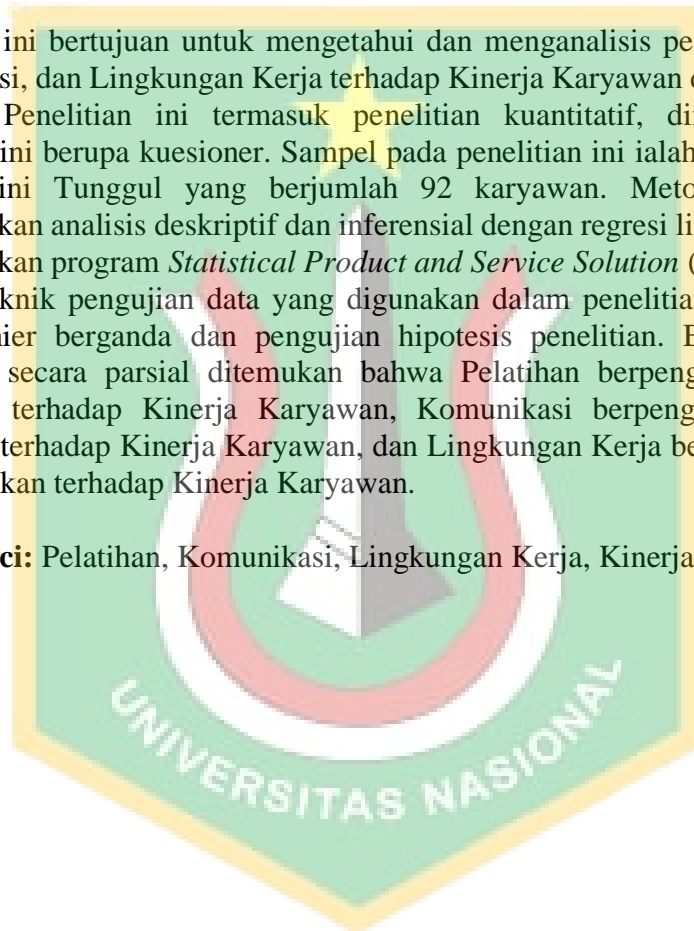 ini bertujuan untuk mengetahui dan menganalisis pe
si, dan Lingkungan Kerja terhadap Kinerja Karyawan
Penelitian ini termasuk penelitian kuantitatif, di
ini berupa kuesioner. Sampel pada penelitian ini ialah
ini Tunggul yang berjumlah 92 karyawan. Meto
kan analisis deskriptif dan inferensial dengan regresi li
kan program Statistical Product and Service Solution (
knik pengujian data yang digunakan dalam penelitian
ier berganda dan pengujian hipotesis penelitian. B
secara parsial ditemukan bahwa Pelatihan berpeng
terhadap Kinerja Karyawan, Komunikasi berpeng
terhadap Kinerja Karyawan, dan Lingkungan Kerja be
kan terhadap Kinerja Karyawan.
ci: Pelatihan, Komunikasi, Lingkungan Kerja, Kinerja
UNIVERSITAS NASIONAL